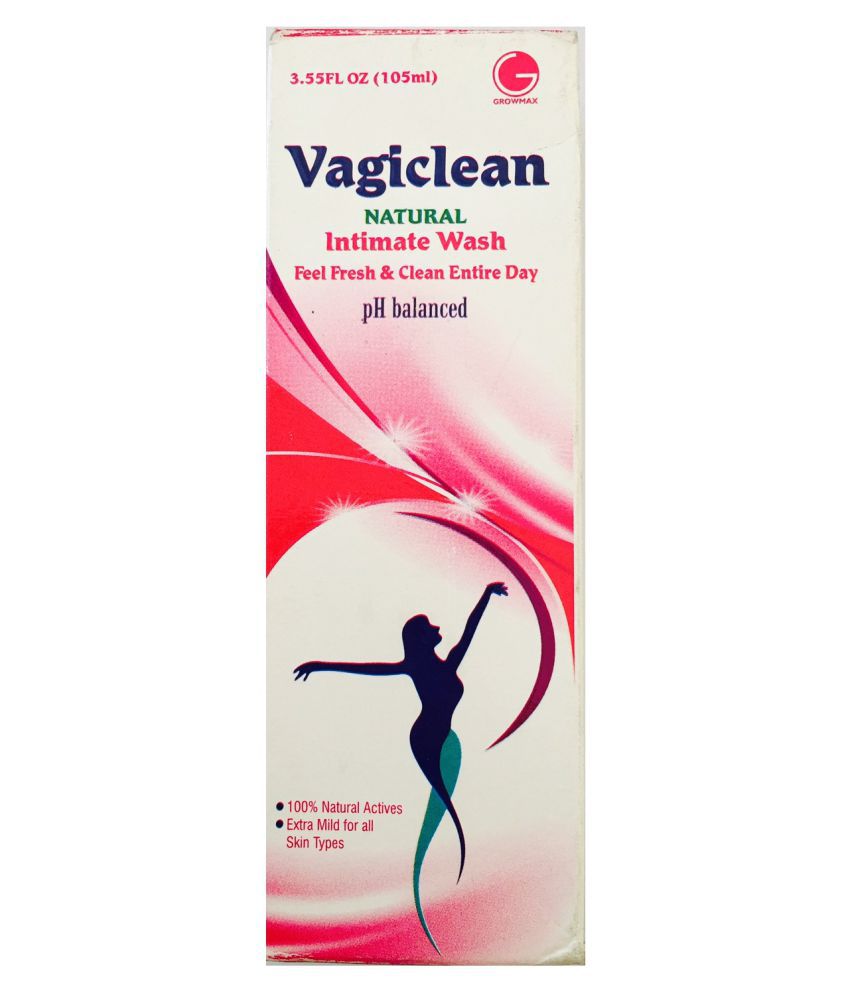 3.55FL OZ (105ml)
GROWMAX
Vagiclean
NATURAL
Intimate Wash
Feel Fresh & Clean Entire Day
pH balanced
• 100% Natural Actives
• Extra Mild for all
Skin Types